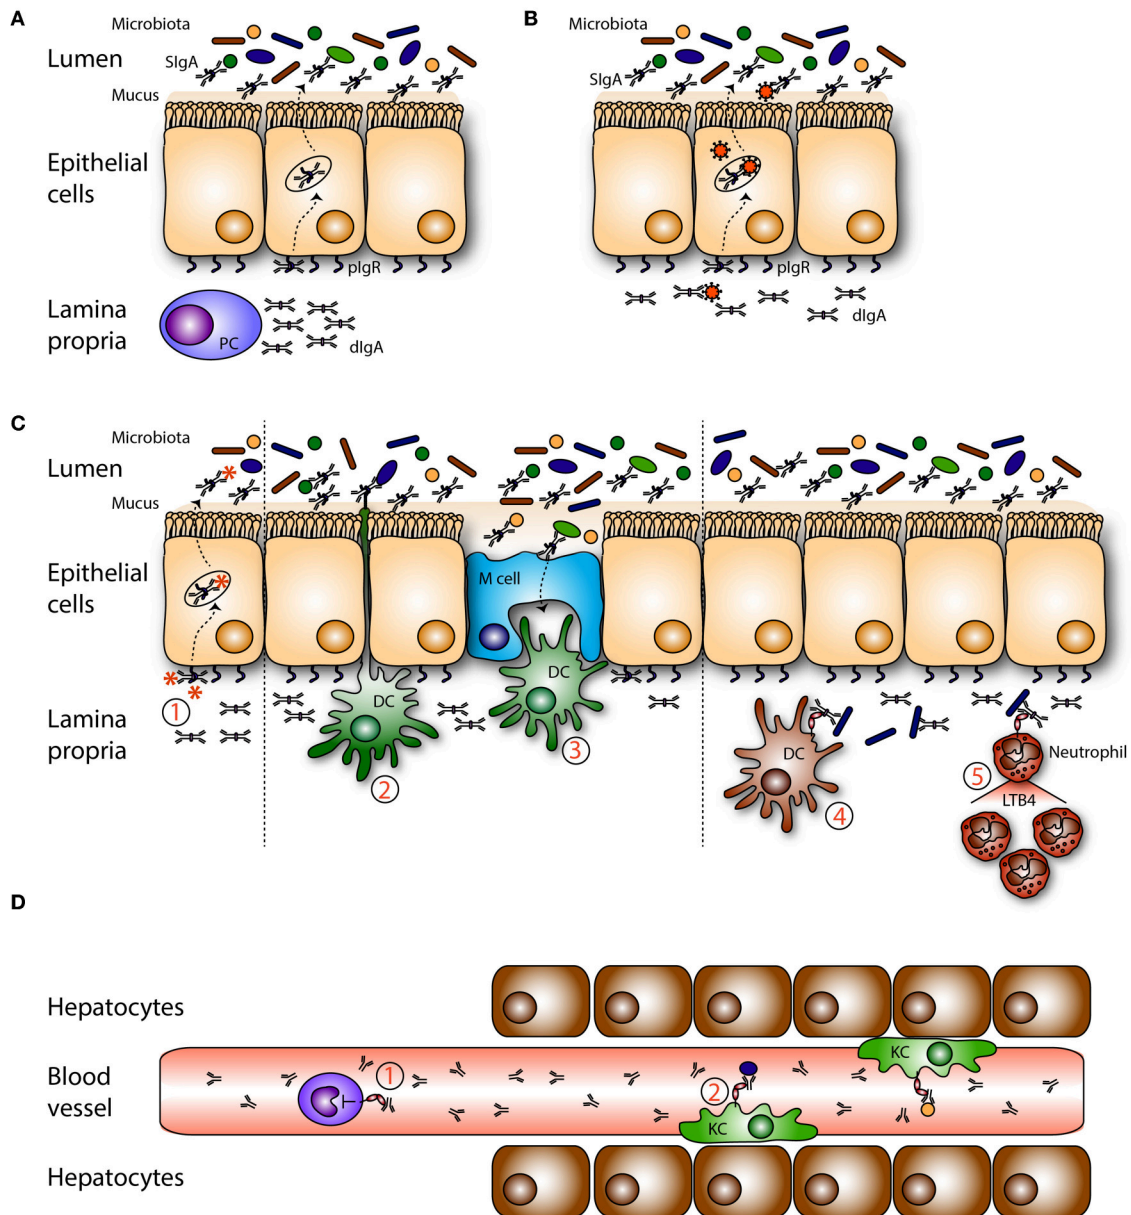 A
Microbiota
Lumen
SIgA
Mucus
Epithelial
cells
pIgR
Lamina
propria
PC
dIgA
B
Microbiota
SIgA
pIgR
dIgA
C
Microbiota
Lumen
Mucus
Epithelial
cells
M cell
DC
DC
1
Lamina
propria
2
3
DC
4
Neutrophil
5
LTB4
D
Hepatocytes
Blood
vessel
1
2
KC
KC
Hepatocytes